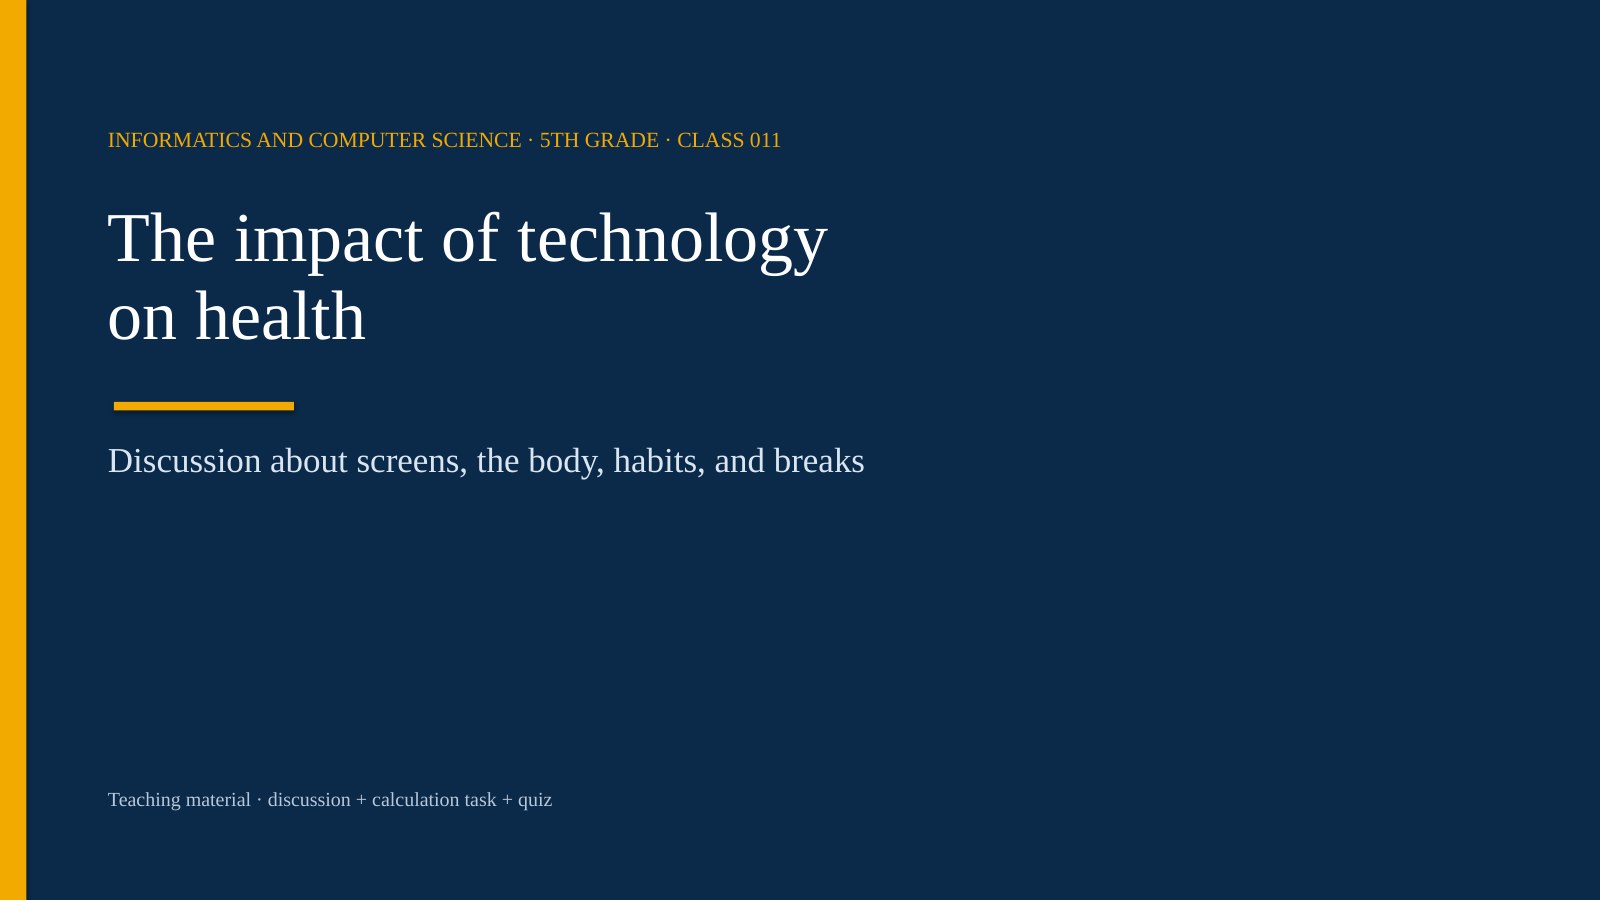 INFORMATICS AND COMPUTER SCIENCE · 5TH GRADE · CLASS 011
The impact of technology
on health
Discussion about screens, the body, habits, and breaks
Teaching material · discussion + calculation task + quiz